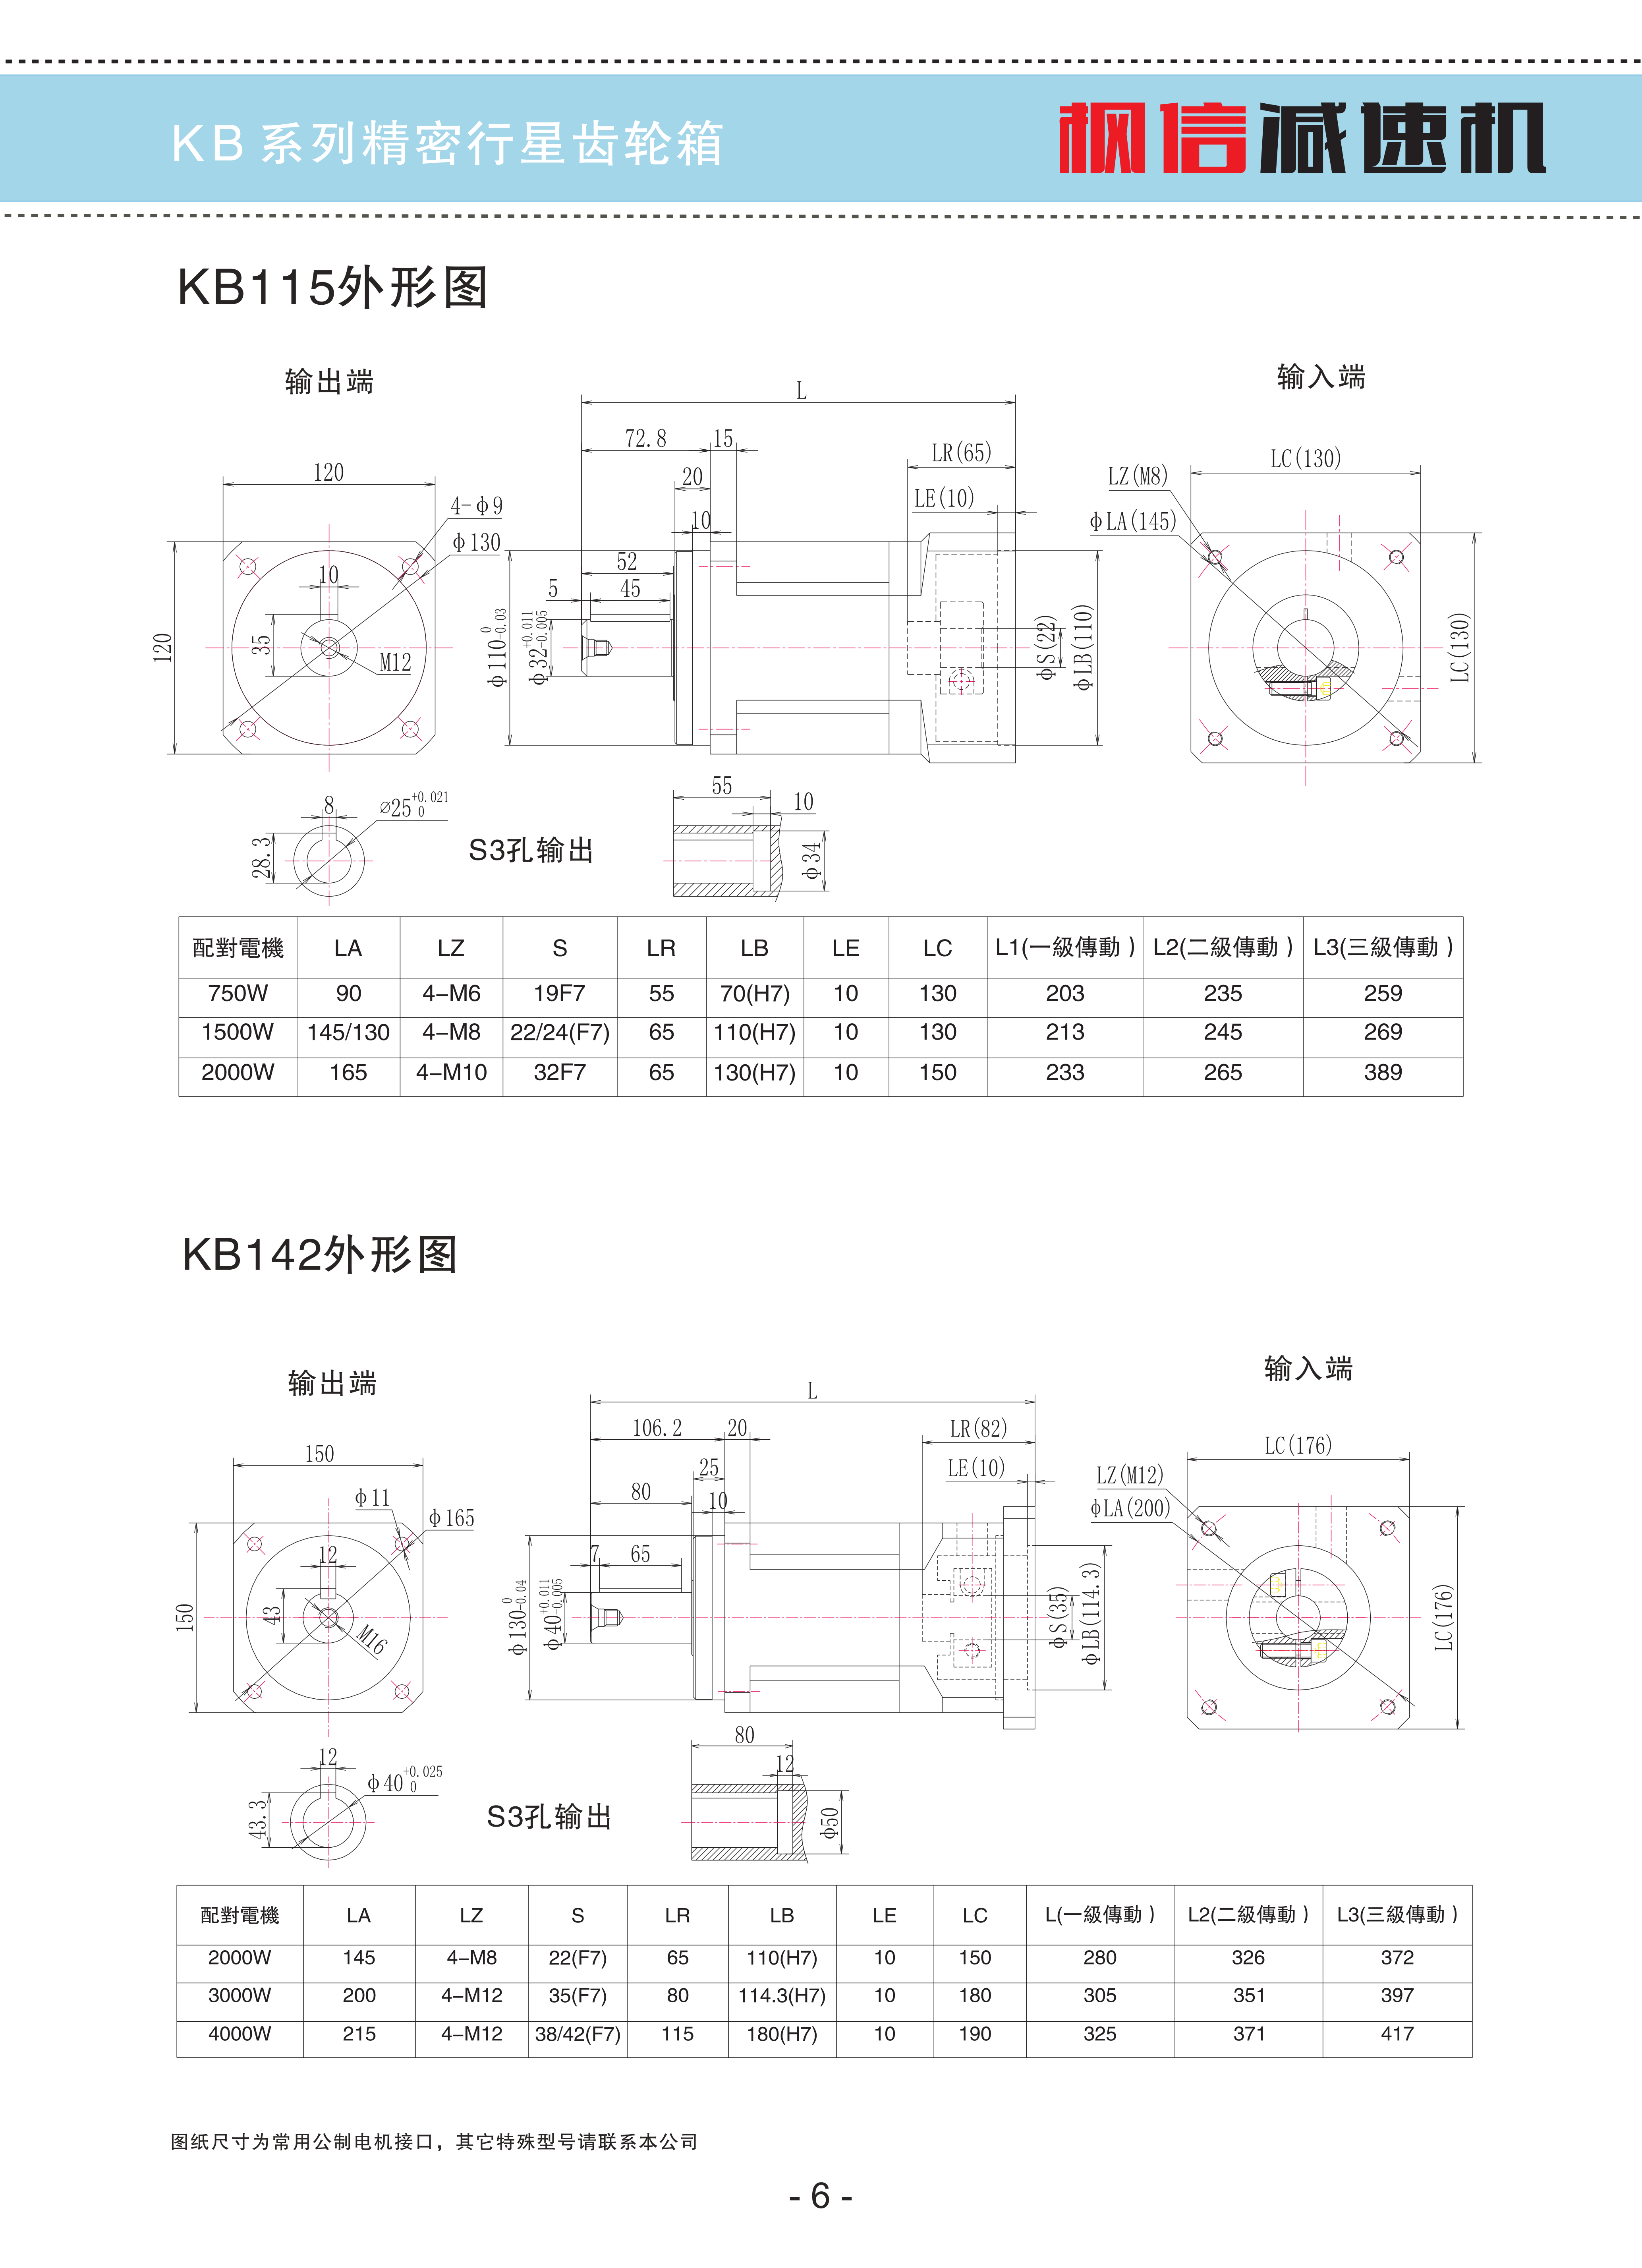 KB 系列精密行星齿轮箱
枫信减速机
KB115外形图
输出端
输入端
L
72.8
15
LR(65)
LC(130)
120
20
LZ(M8)
4-φ9
LE(10)
φLA(145)
10
φ130
52
10
5
45
120
35
M12
φ110 0 -0.03
φ32 +0.011 -0.005
φS(22)
φLB(110)
LC(130)
55
8
⌀25 +0.021 0
10
28.3
S3孔输出
φ34
配對電機 LA LZ S LR LB LE LC L1(一級傳動) L2(二級傳動) L3(三級傳動)
750W 90 4-M6 19F7 55 70(H7) 10 130 203 235 259
1500W 145/130 4-M8 22/24(F7) 65 110(H7) 10 130 213 245 269
2000W 165 4-M10 32F7 65 130(H7) 10 150 233 265 389
KB142外形图
输出端
输入端
L
106.2
20
LR(82)
LC(176)
150
25
LE(10)
LZ(M12)
φ11
80
10
φLA(200)
φ165
12
7
65
150
43
M16
φ130 0 -0.04
φ40 +0.011 -0.005
φS(35)
φLB(114.3)
LC(176)
80
12
φ40 +0.025 0
12
43.3
S3孔输出
φ50
配對電機 LA LZ S LR LB LE LC L(一級傳動) L2(二級傳動) L3(三級傳動)
2000W 145 4-M8 22(F7) 65 110(H7) 10 150 280 326 372
3000W 200 4-M12 35(F7) 80 114.3(H7) 10 180 305 351 397
4000W 215 4-M12 38/42(F7) 115 180(H7) 10 190 325 371 417
图纸尺寸为常用公制电机接口，其它特殊型号请联系本公司
- 6 -